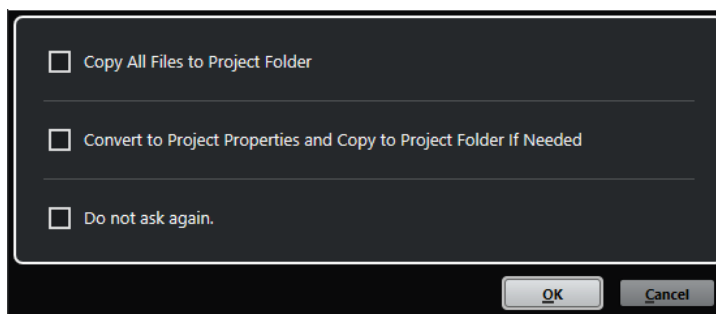 Copy All Files to Project Folder
Convert to Project Properties and Copy to Project Folder If Needed
Do not ask again.
OK
Cancel